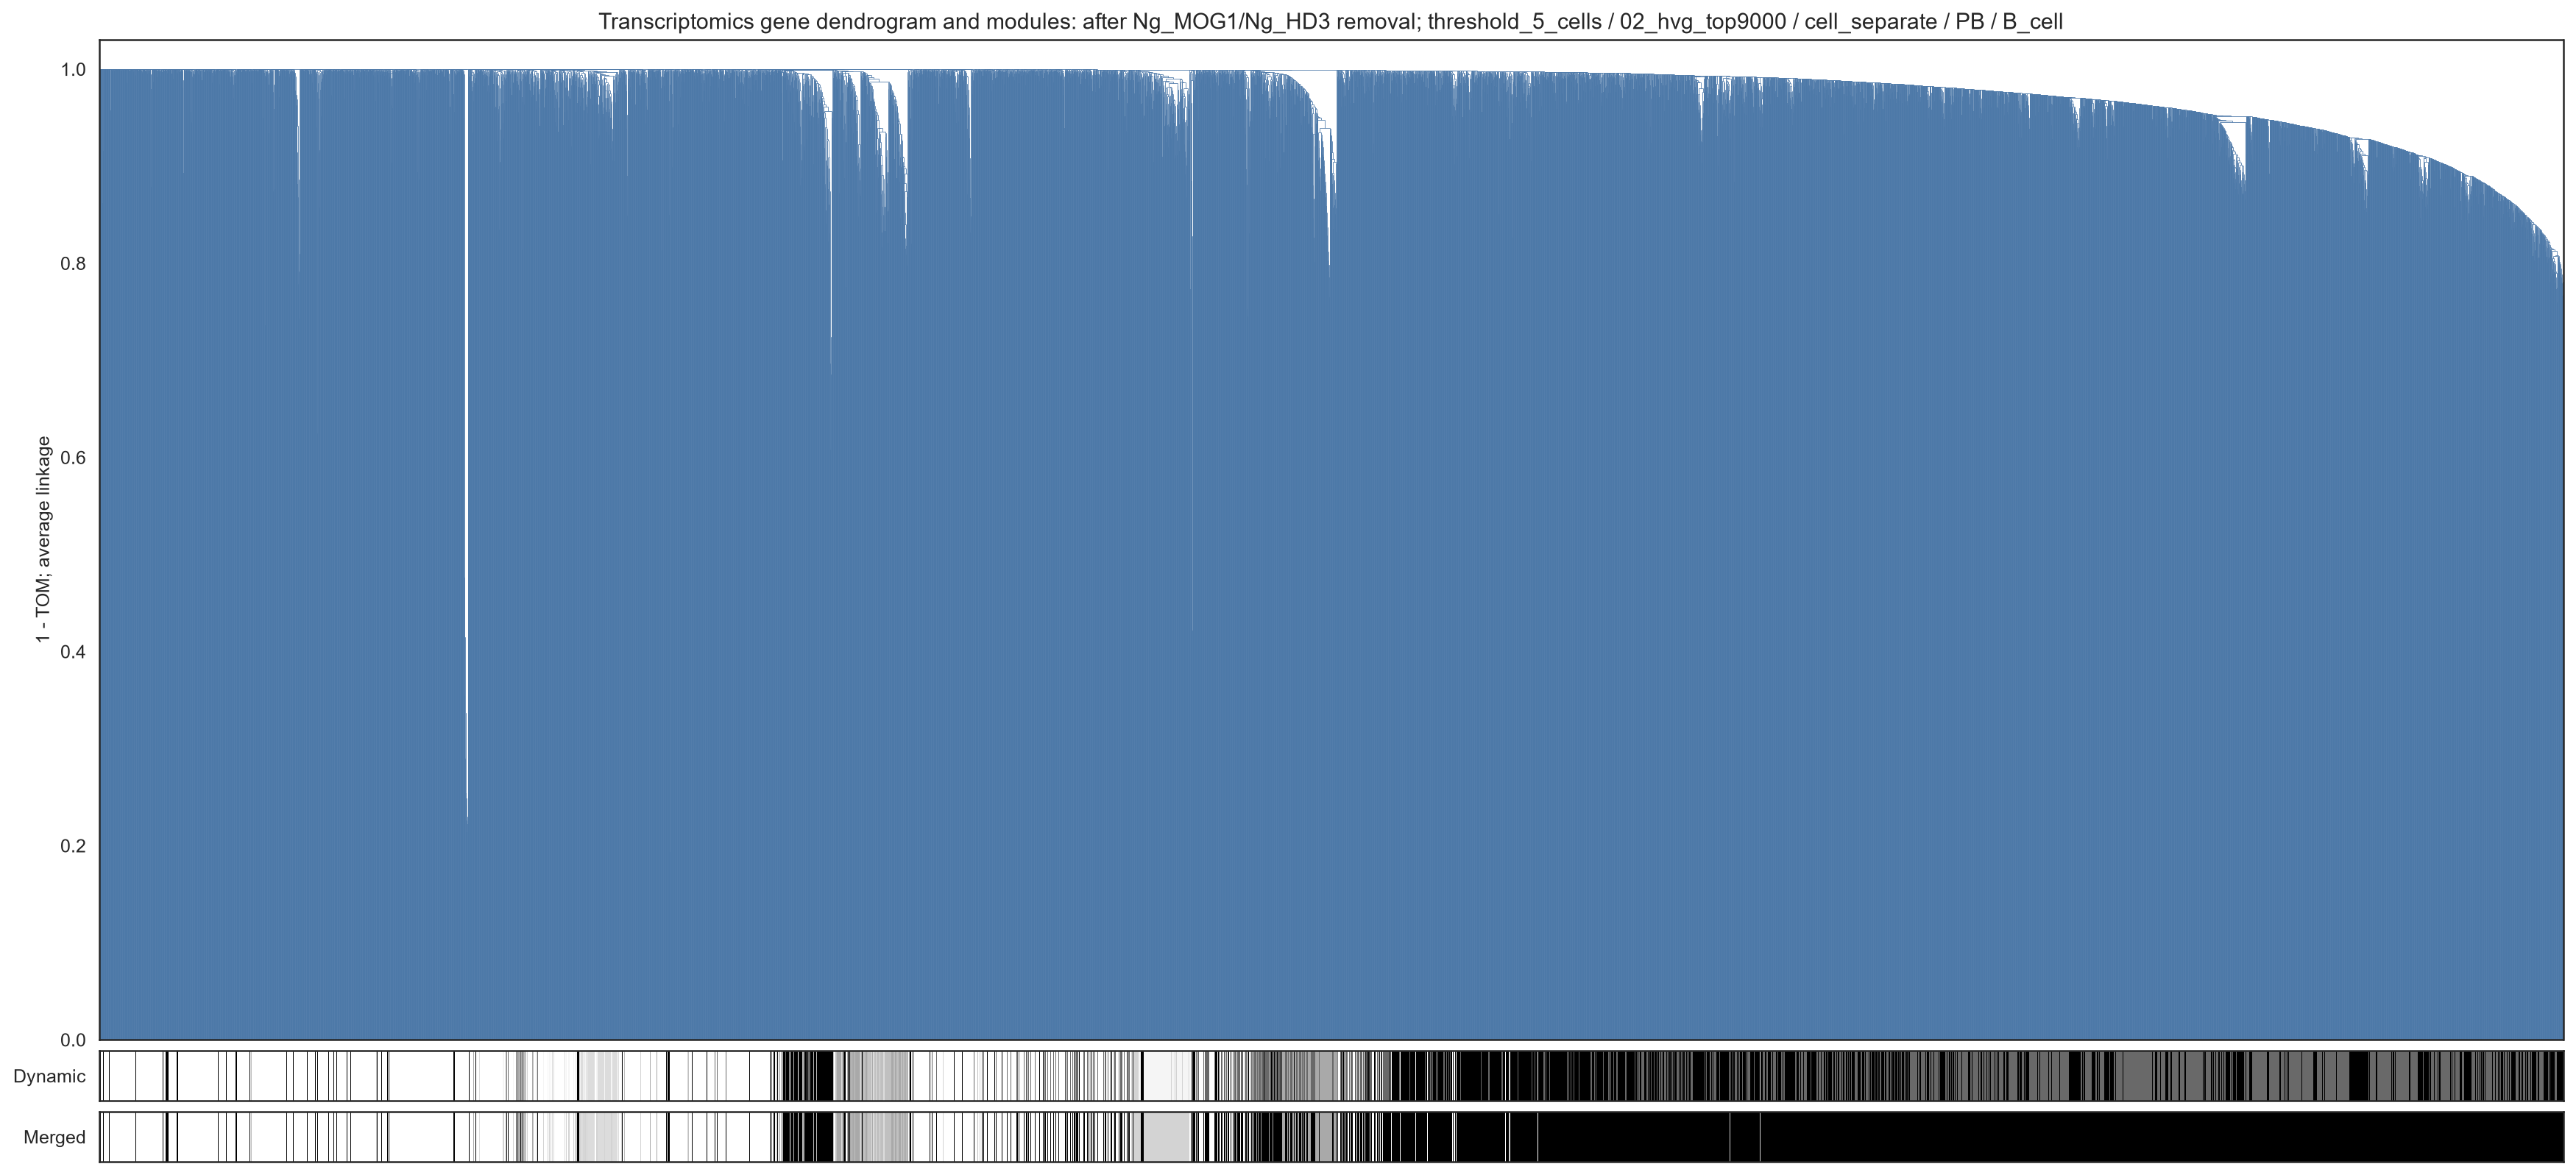 Transcriptomics gene dendrogram and modules: after Ng_MOG1/Ng_HD3 removal; threshold_5_cells / 02_hvg_top9000 / cell_separate / PB / B_cell
1.0
0.8
0.6
0.4
0.2
0.0
1 - TOM; average linkage
Dynamic
Merged